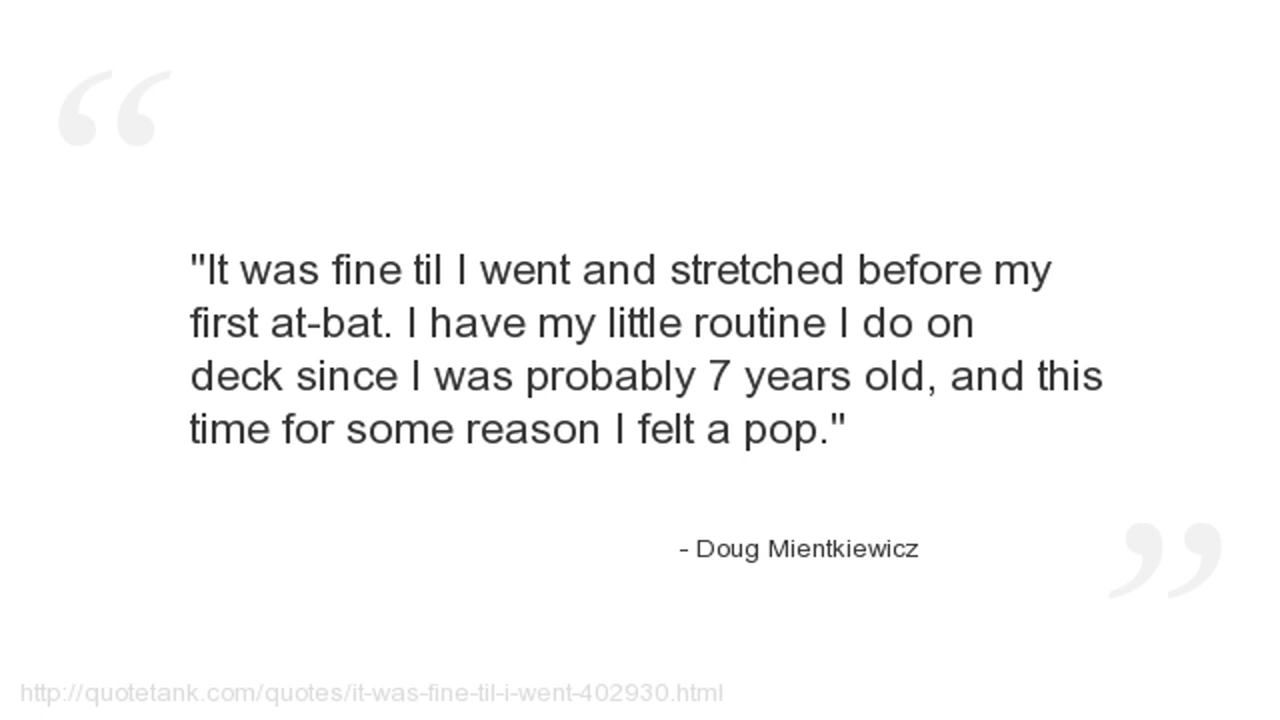 "It was fine til I went and stretched before my
first at-bat. I have my little routine I do on
deck since I was probably 7 years old, and this
time for some reason I felt a pop."
- Doug Mientkiewicz
http://quotetank.com/quotes/it-was-fine-til-i-went-402930.html